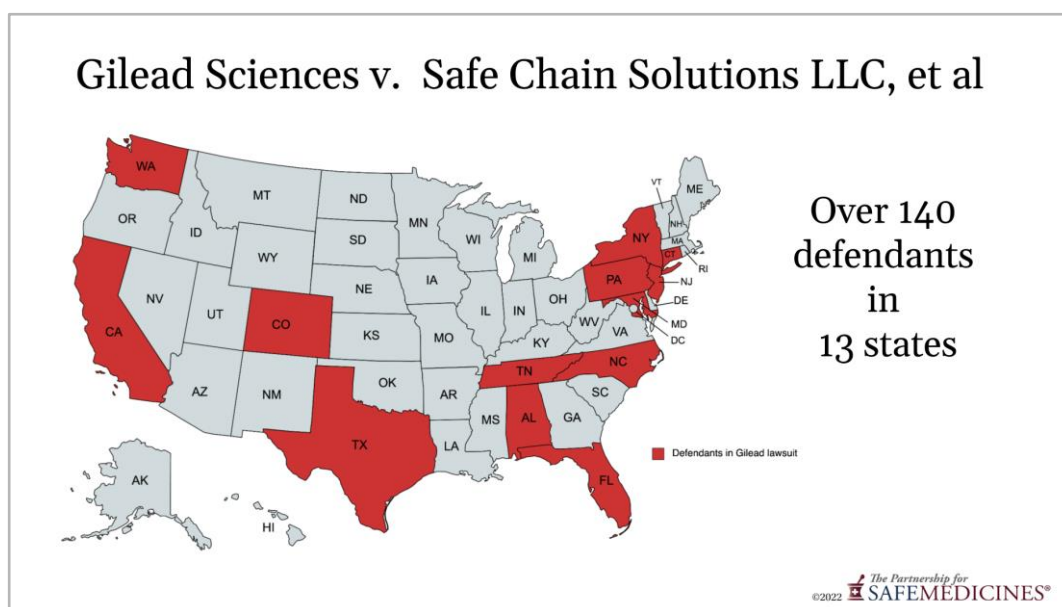 Gilead Sciences v. Safe Chain Solutions LLC, et al
WA
MT
ND
MN
VT
ME
OR
ID
SD
WI
MI
NY
NH
MA
CT
RI
WY
IA
PA
NJ
NV
NE
IL
IN
OH
DE
CA
UT
CO
KS
MO
WV
VA
MD
KY
DC
AZ
NM
OK
AR
TN
NC
TX
MS
AL
GA
SC
LA
FL
AK
HI
Defendants in Gilead lawsuit
Over 140
defendants
in
13 states
©2022
The Partnership for
SAFEMEDICINES®